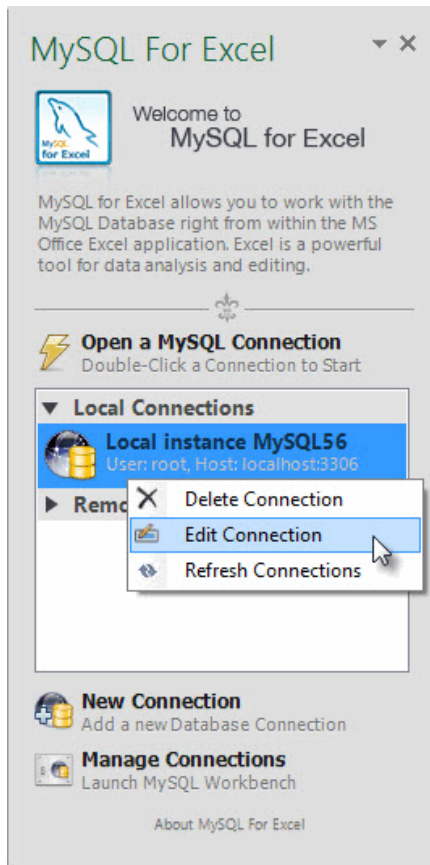 MySQL For Excel
MySQL
for Excel
Welcome to
MySQL for Excel
MySQL for Excel allows you to work with the
MySQL Database right from within the MS
Office Excel application. Excel is a powerful
tool for data analysis and editing.
Open a MySQL Connection
Double-Click a Connection to Start
Local Connections
Local instance MySQL56
User: root, Host: localhost:3306
Remo
Delete Connection
Edit Connection
Refresh Connections
New Connection
Add a new Database Connection
Manage Connections
Launch MySQL Workbench
About MySQL For Excel